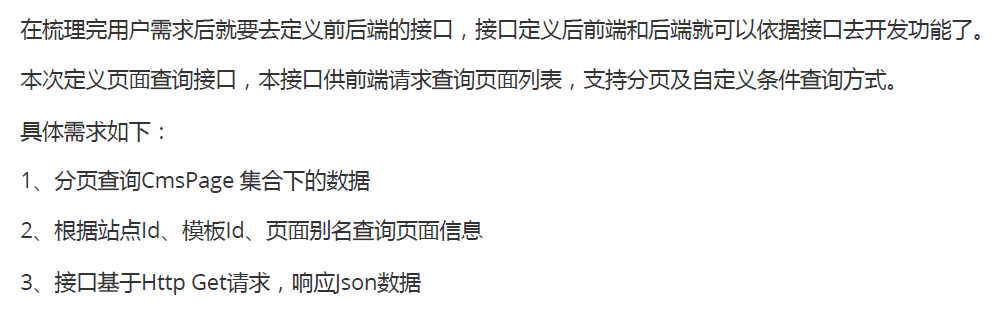 在梳理完用户需求后就要去定义前后端的接口，接口定义后前端和后端就可以依据接口去开发功能了。
本次定义页面查询接口，本接口供前端请求查询页面列表，支持分页及自定义条件查询方式。
具体需求如下：
1、分页查询CmsPage 集合下的数据
2、根据站点Id、模板Id、页面别名查询页面信息
3、接口基于Http Get请求，响应Json数据